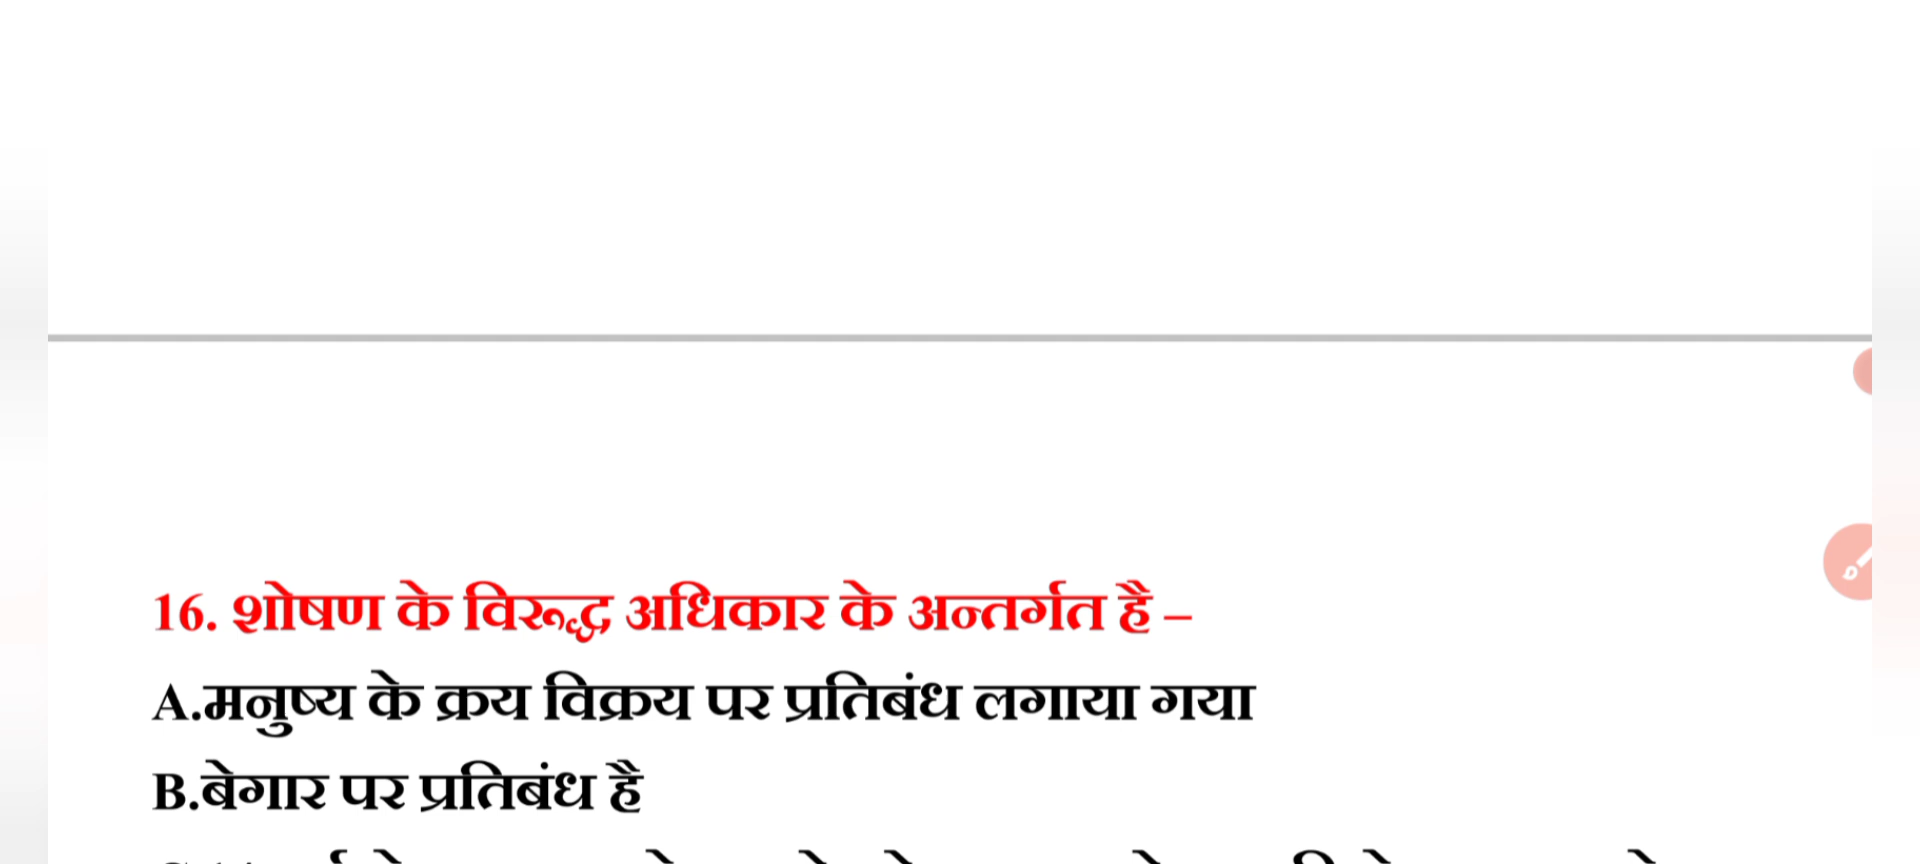 16. शोषण के विरूद्ध अधिकार के अन्तर्गत है –
A.मनुष्य के क्रय विक्रय पर प्रतिबंध लगाया गया
B.बेगार पर प्रतिबंध है